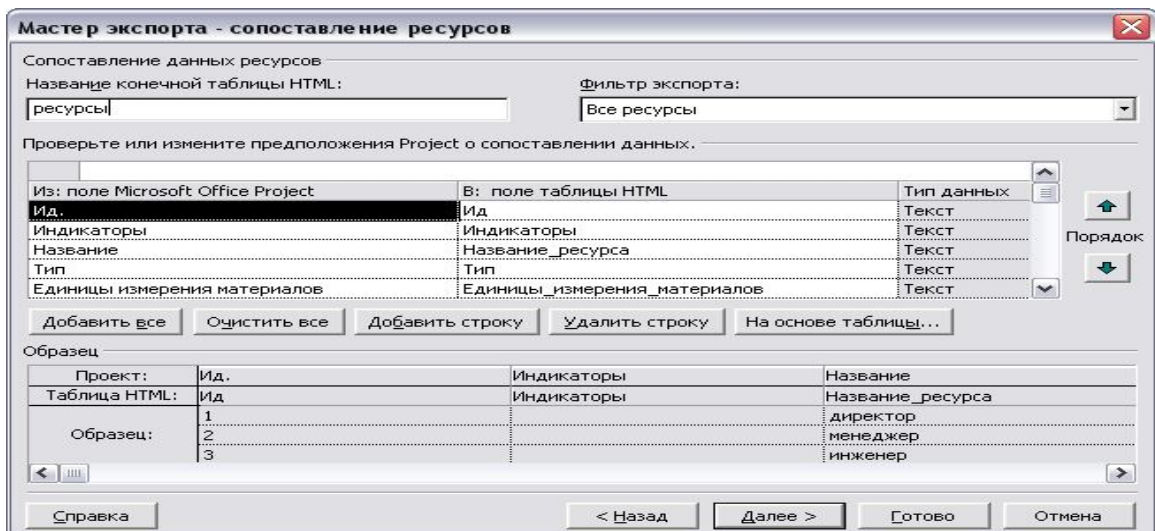 Мастер экспорта - сопоставление ресурсов
Сопоставление данных ресурсов
Название конечной таблицы HTML: Фильтр экспорта:
ресурсы Все ресурсы
Проверьте или измените предположения Project о сопоставлении данных.
Из: поле Microsoft Office Project В: поле таблицы HTML Тип данных
Ид. Ид Текст
Индикаторы Индикаторы Текст
Название Название_ресурса Текст
Порядок
Тип Тип Текст
Единицы измерения материалов Единицы_измерения_материалов Текст
Добавить все Очистить все Добавить строку Удалить строку На основе таблицы...
Образец
Проект: Ид. Индикаторы Название
Таблица HTML: Ид Индикаторы Название_ресурса
1 директор
Образец: 2 менеджер
3 инженер
Справка < Назад Далее > Готово Отмена